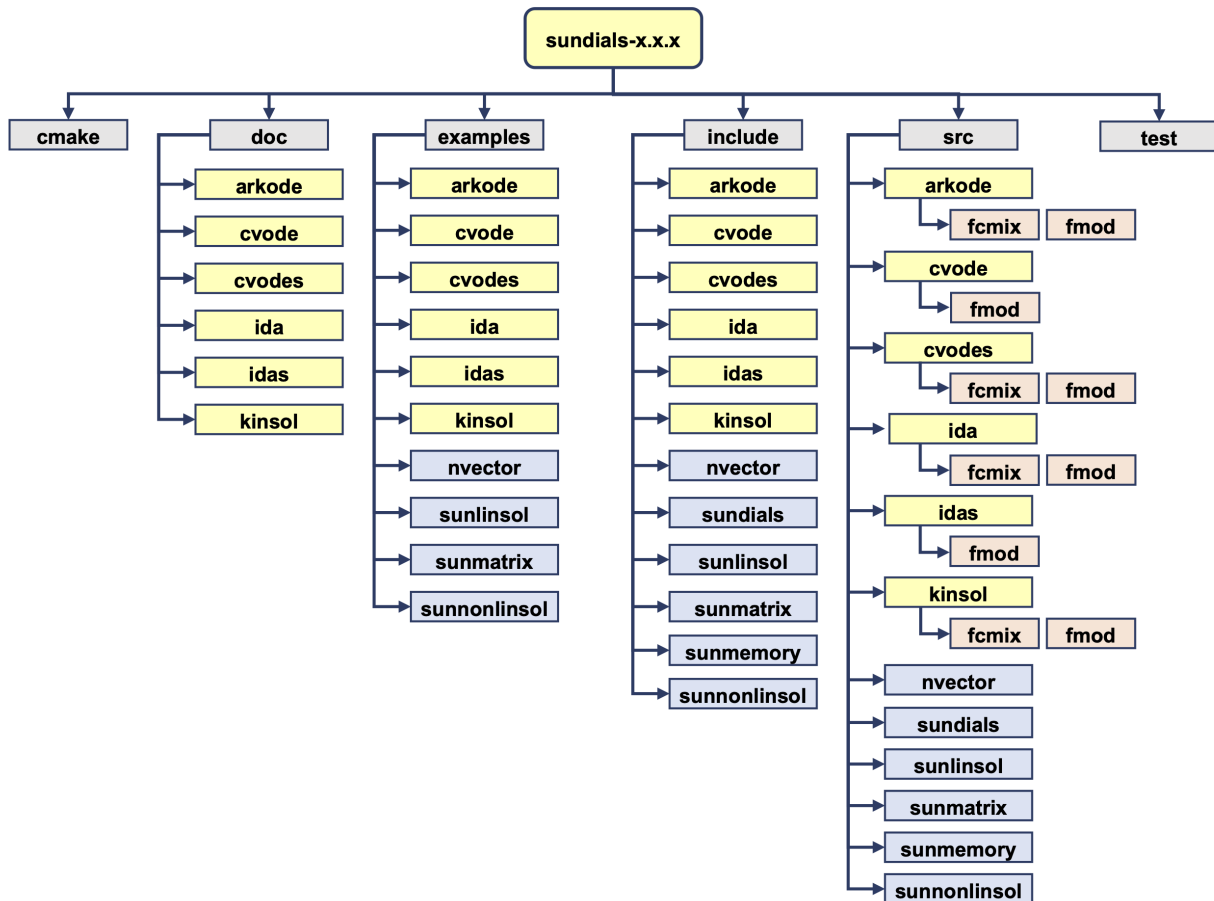 sundials-x.x.x
cmake
doc
examples
include
src
test
arkode
cvode
cvodes
ida
idas
kinsol
arkode
cvode
cvodes
ida
idas
kinsol
nvector
sunlinsol
sunmatrix
sunnonlinsol
arkode
cvode
cvodes
ida
idas
kinsol
nvector
sundials
sunlinsol
sunmatrix
sunmemory
sunnonlinsol
arkode
fcmix fmod
cvode
fmod
cvodes
fcmix fmod
ida
fcmix fmod
idas
fmod
kinsol
fcmix fmod
nvector
sundials
sunlinsol
sunmatrix
sunmemory
sunnonlinsol